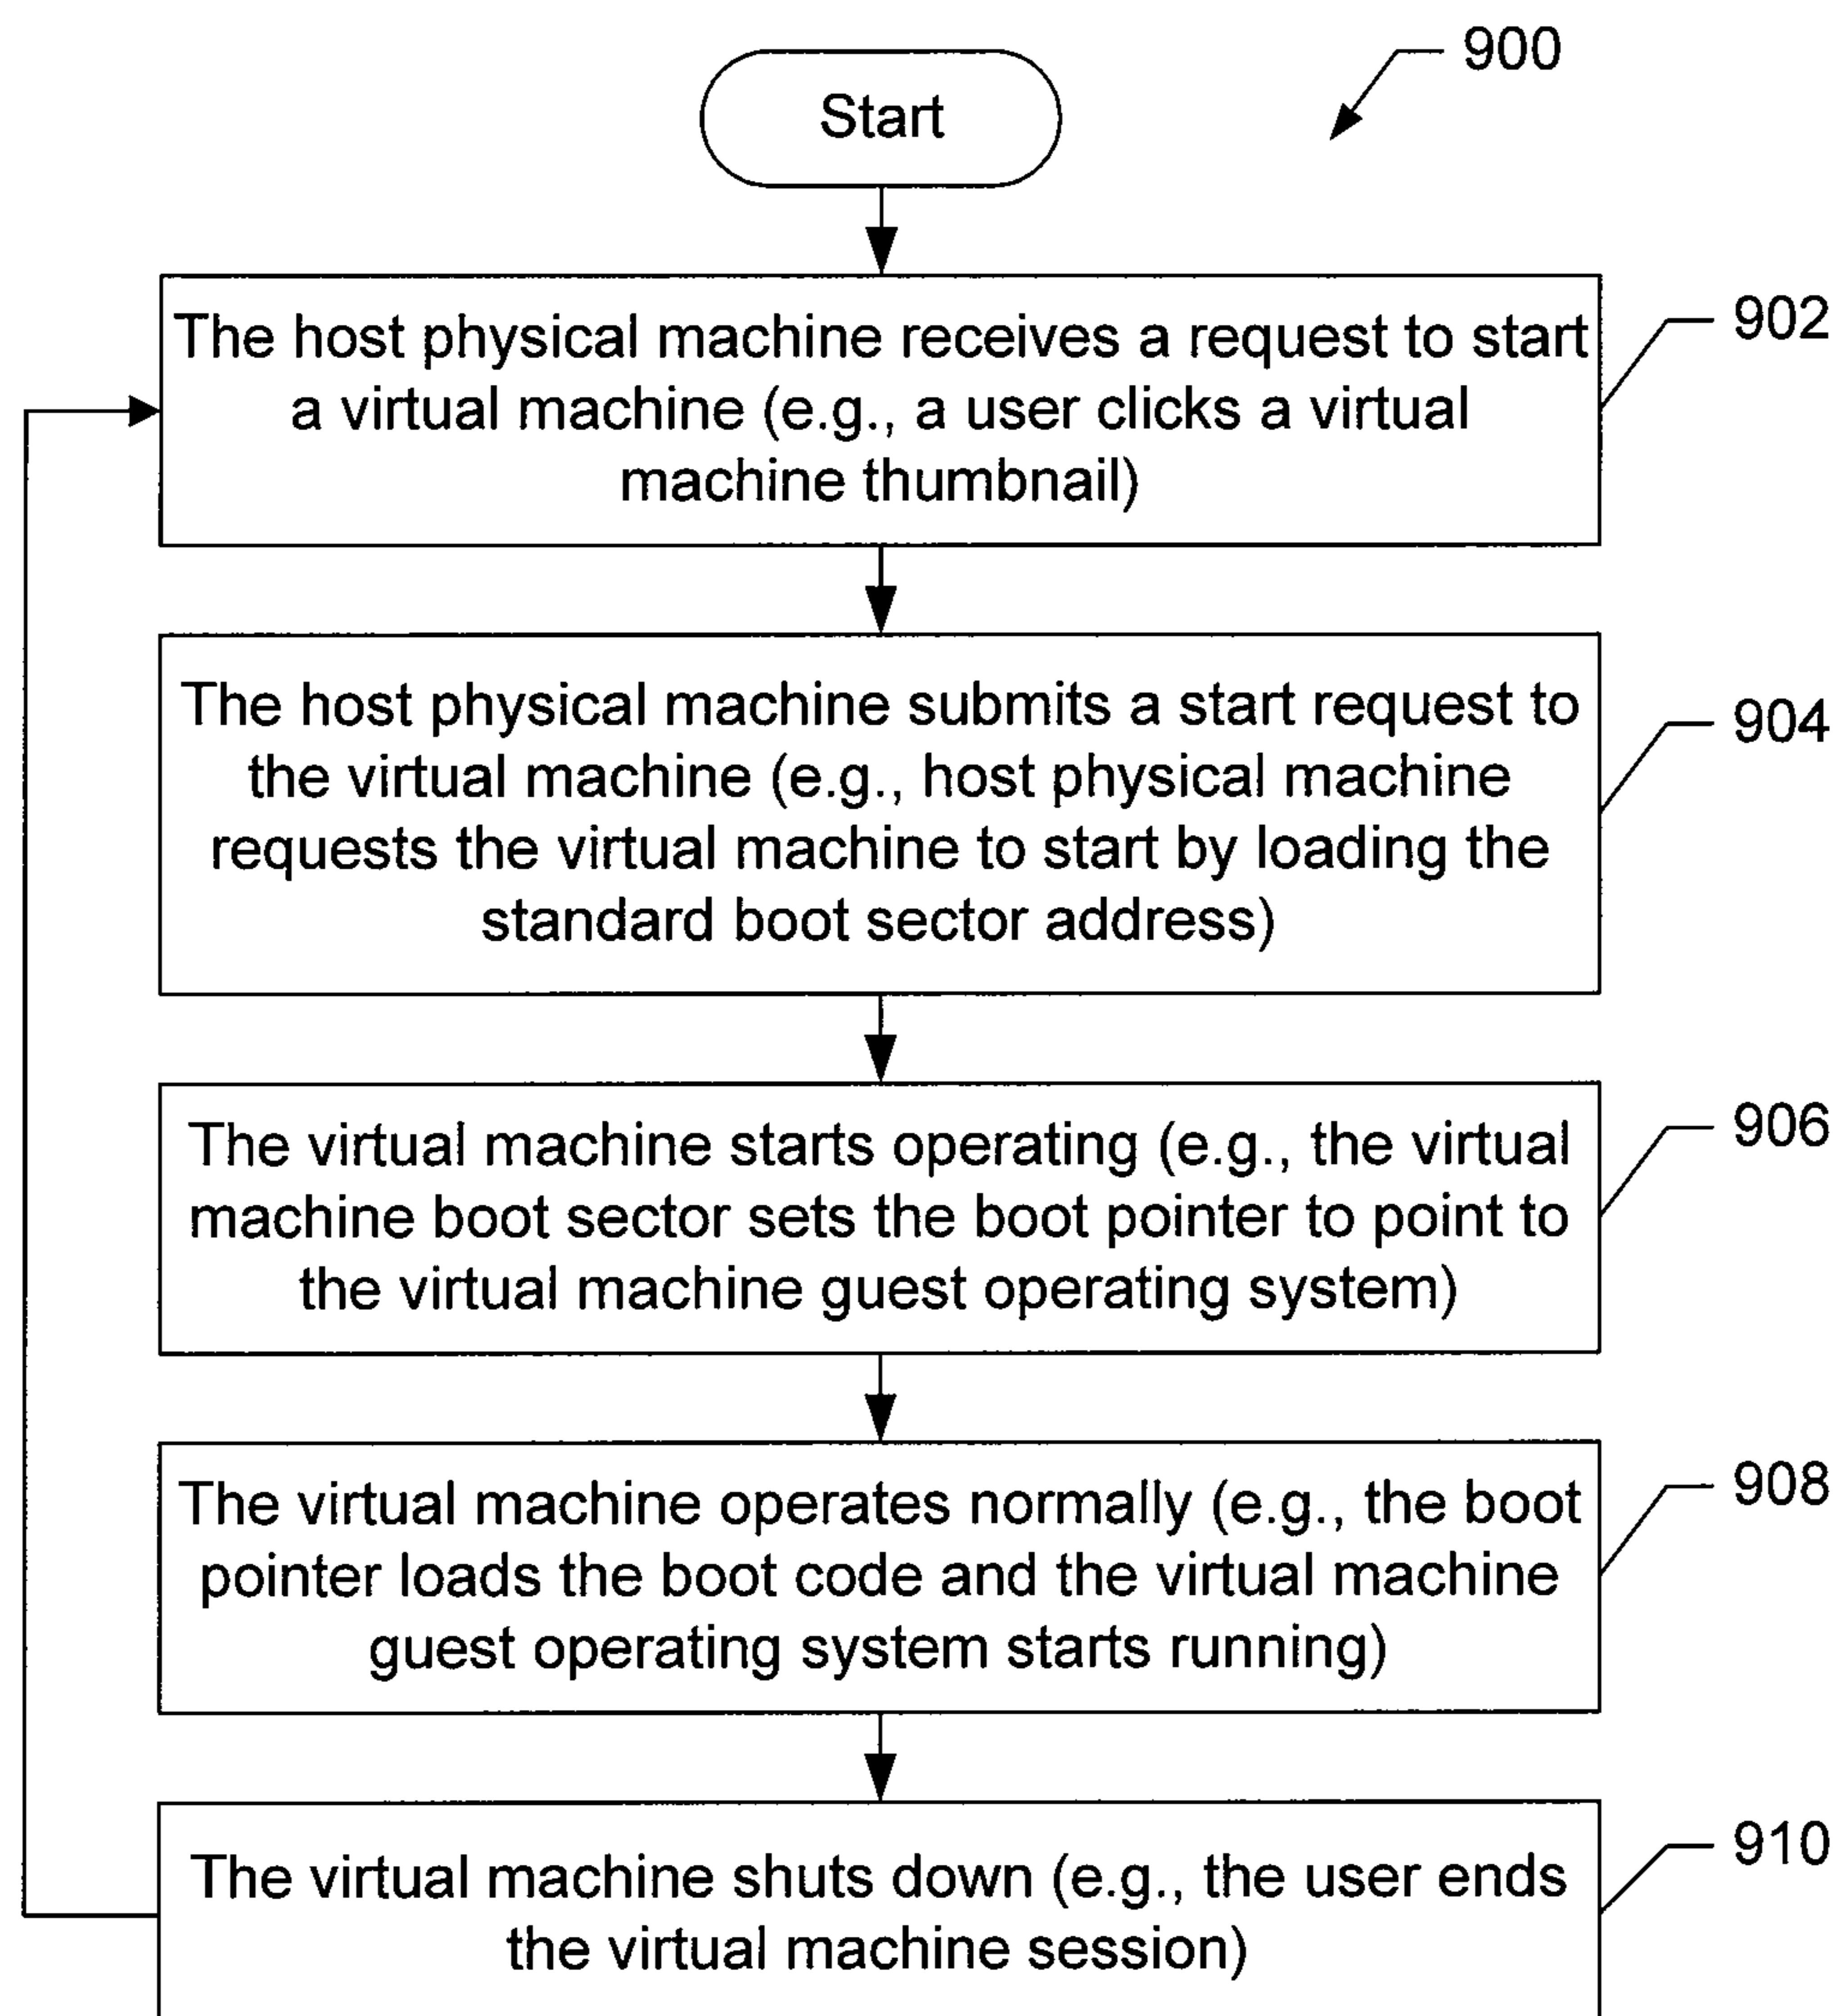 900
Start
The host physical machine receives a request to start
a virtual machine (e.g., a user clicks a virtual
machine thumbnail)
902
The host physical machine submits a start request to
the virtual machine (e.g., host physical machine
requests the virtual machine to start by loading the
standard boot sector address)
904
The virtual machine starts operating (e.g., the virtual
machine boot sector sets the boot pointer to point to
the virtual machine guest operating system)
906
The virtual machine operates normally (e.g., the boot
pointer loads the boot code and the virtual machine
guest operating system starts running)
908
The virtual machine shuts down (e.g., the user ends
the virtual machine session)
910